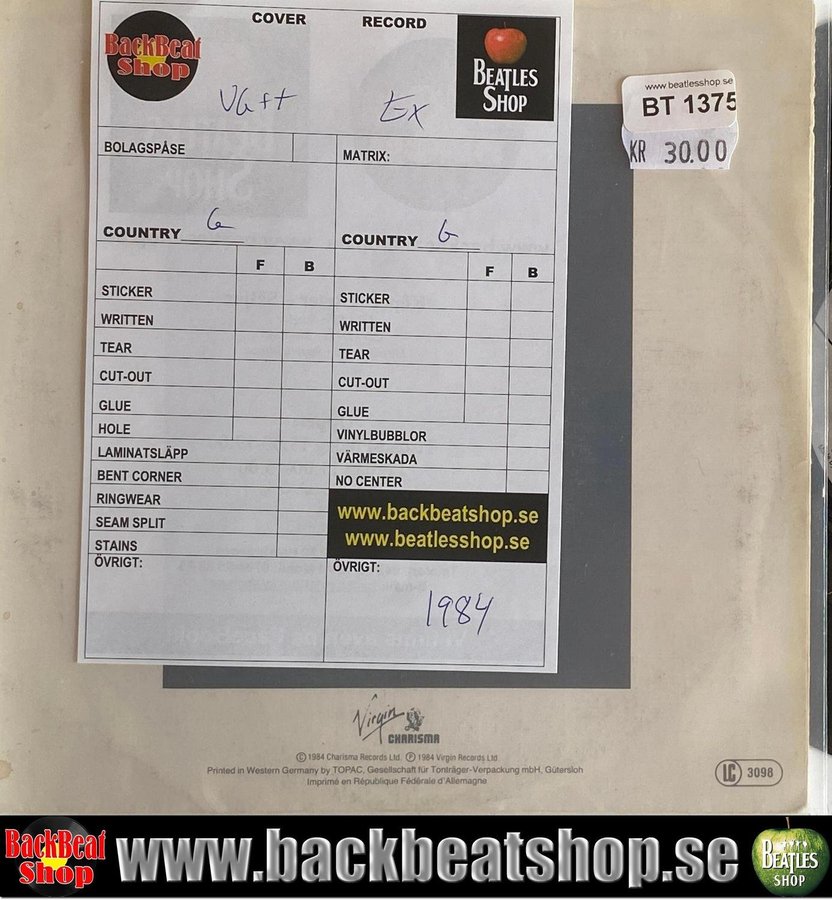 BackBeat
Shop
COVER
RECORD
BEATLES
SHOP
VG++
Ex
BOLAGSPÅSE
MATRIX:
COUNTRY G
COUNTRY G
F B
F B
STICKER
STICKER
WRITTEN
WRITTEN
TEAR
TEAR
CUT-OUT
CUT-OUT
GLUE
GLUE
HOLE
VINYLBUBBLOR
LAMINATSLÄPP
VÄRMESKADA
BENT CORNER
NO CENTER
RINGWEAR
SEAM SPLIT
STAINS
www.backbeatshop.se
www.beatlesshop.se
ÖVRIGT:
ÖVRIGT:
1984
www.beatlesshop.se
BT 1375
KR 30.00
Virgin
CHARISMA
© 1984 Charisma Records Ltd. ℗ 1984 Virgin Records Ltd.
Printed in Western Germany by TOPAC, Gesellschaft für Tonträger-Verpackung mbH, Gütersloh
Imprimé en République Fédérale d'Allemagne
LC 3098
BackBeat
Shop
www.backbeatshop.se
BEATLES
SHOP